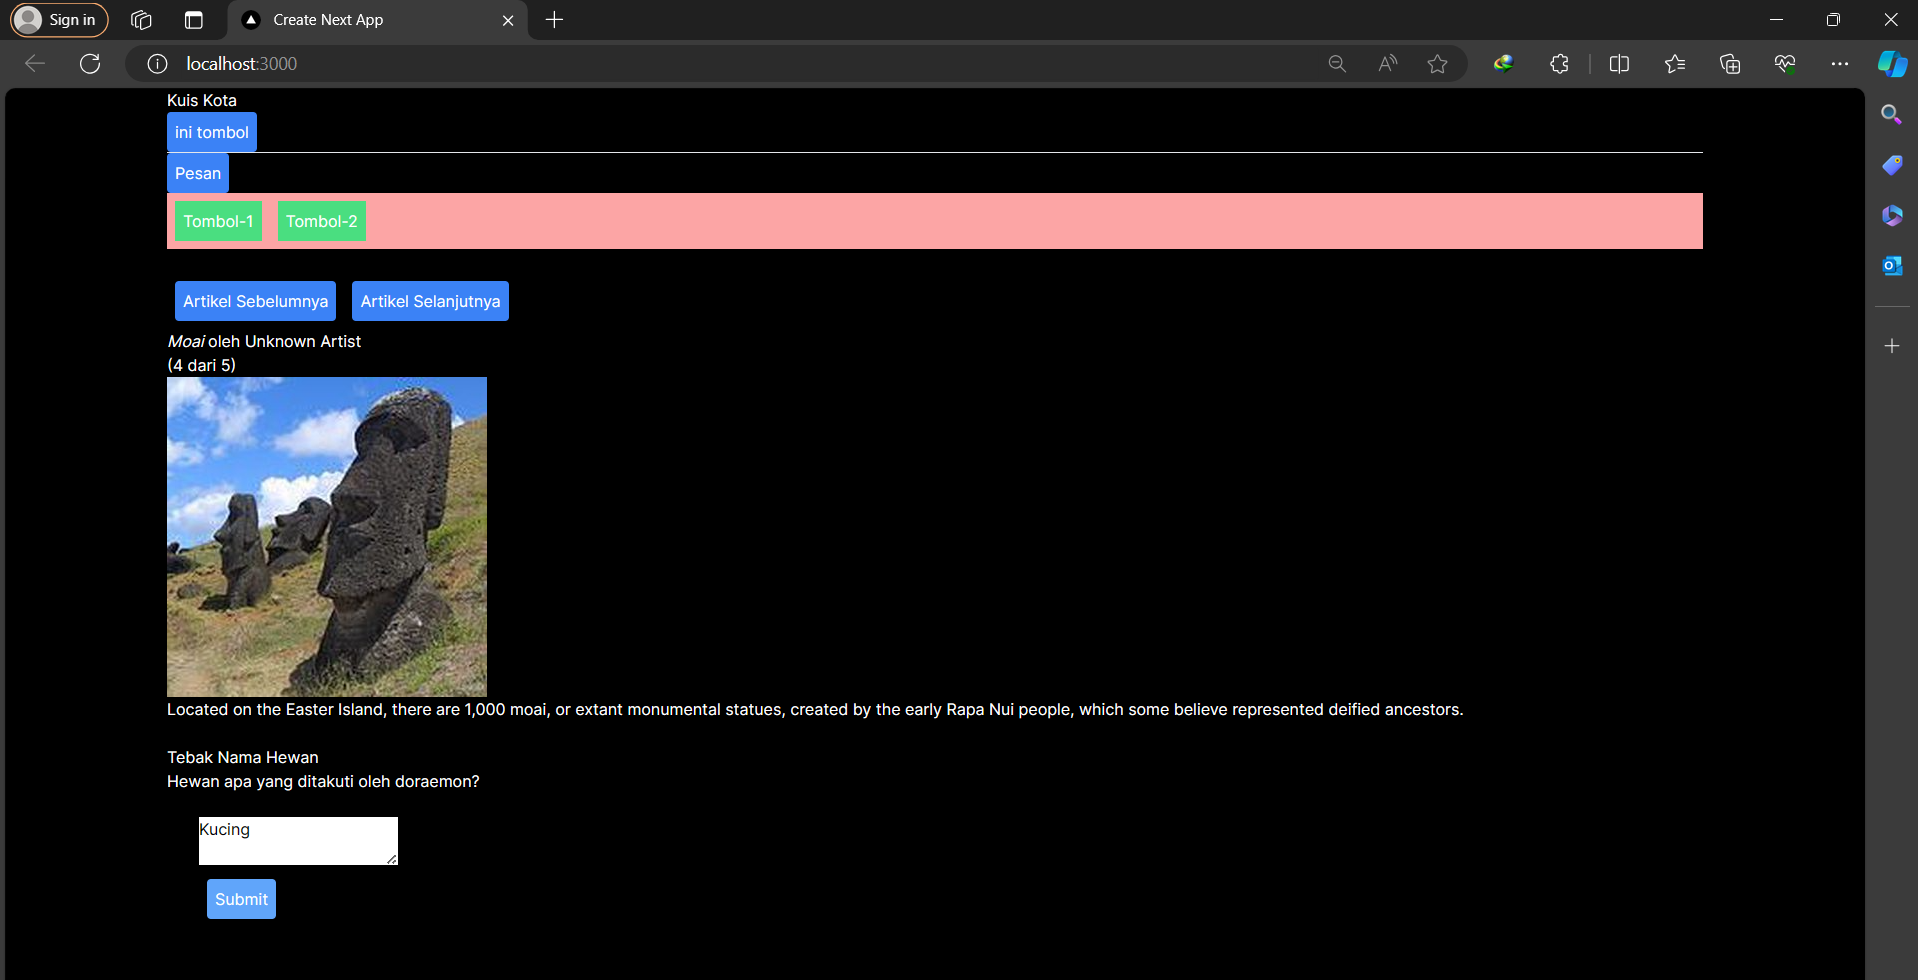 Sign in
Create Next App
localhost:3000
Kuis Kota
ini tombol
Pesan
Tombol-1 Tombol-2
Artikel Sebelumnya Artikel Selanjutnya
Moai oleh Unknown Artist
(4 dari 5)
Located on the Easter Island, there are 1,000 moai, or extant monumental statues, created by the early Rapa Nui people, which some believe represented deified ancestors.
Tebak Nama Hewan
Hewan apa yang ditakuti oleh doraemon?
Kucing
Submit